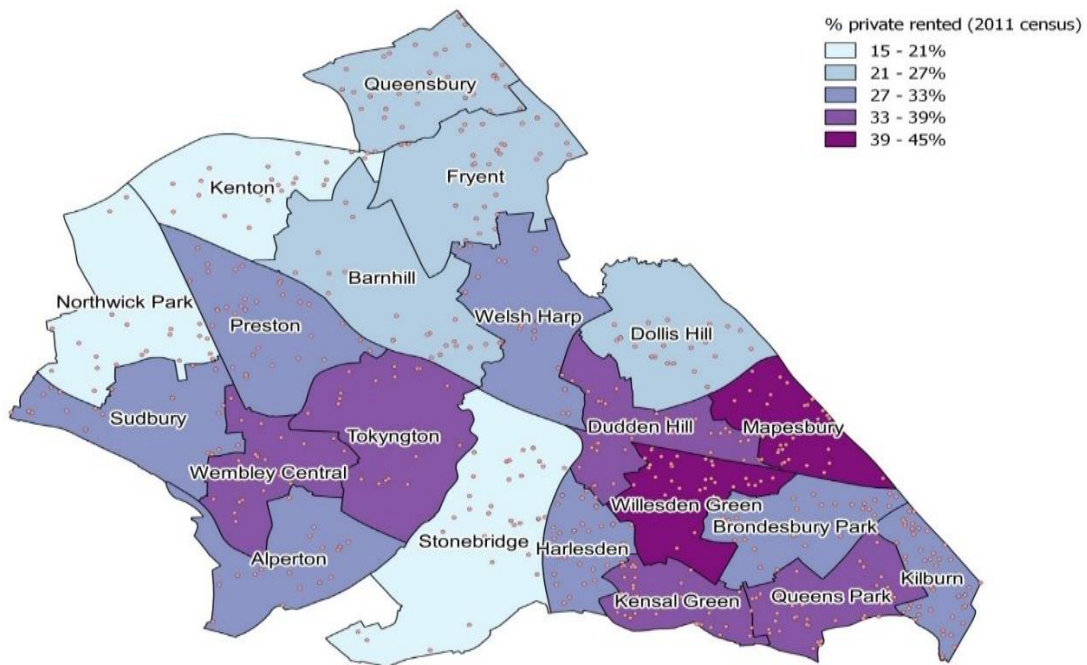 % private rented (2011 census)
15 - 21%
21 - 27%
27 - 33%
33 - 39%
39 - 45%
Queensbury
Kenton
Fryent
Barnhill
Northwick Park
Preston
Welsh Harp
Dollis Hill
Sudbury
Tokyngton
Dudden Hill
Mapesbury
Wembley Central
Willesden Green
Brondesbury Park
Alperton
Stonebridge
Harlesden
Kilburn
Kensal Green
Queens Park